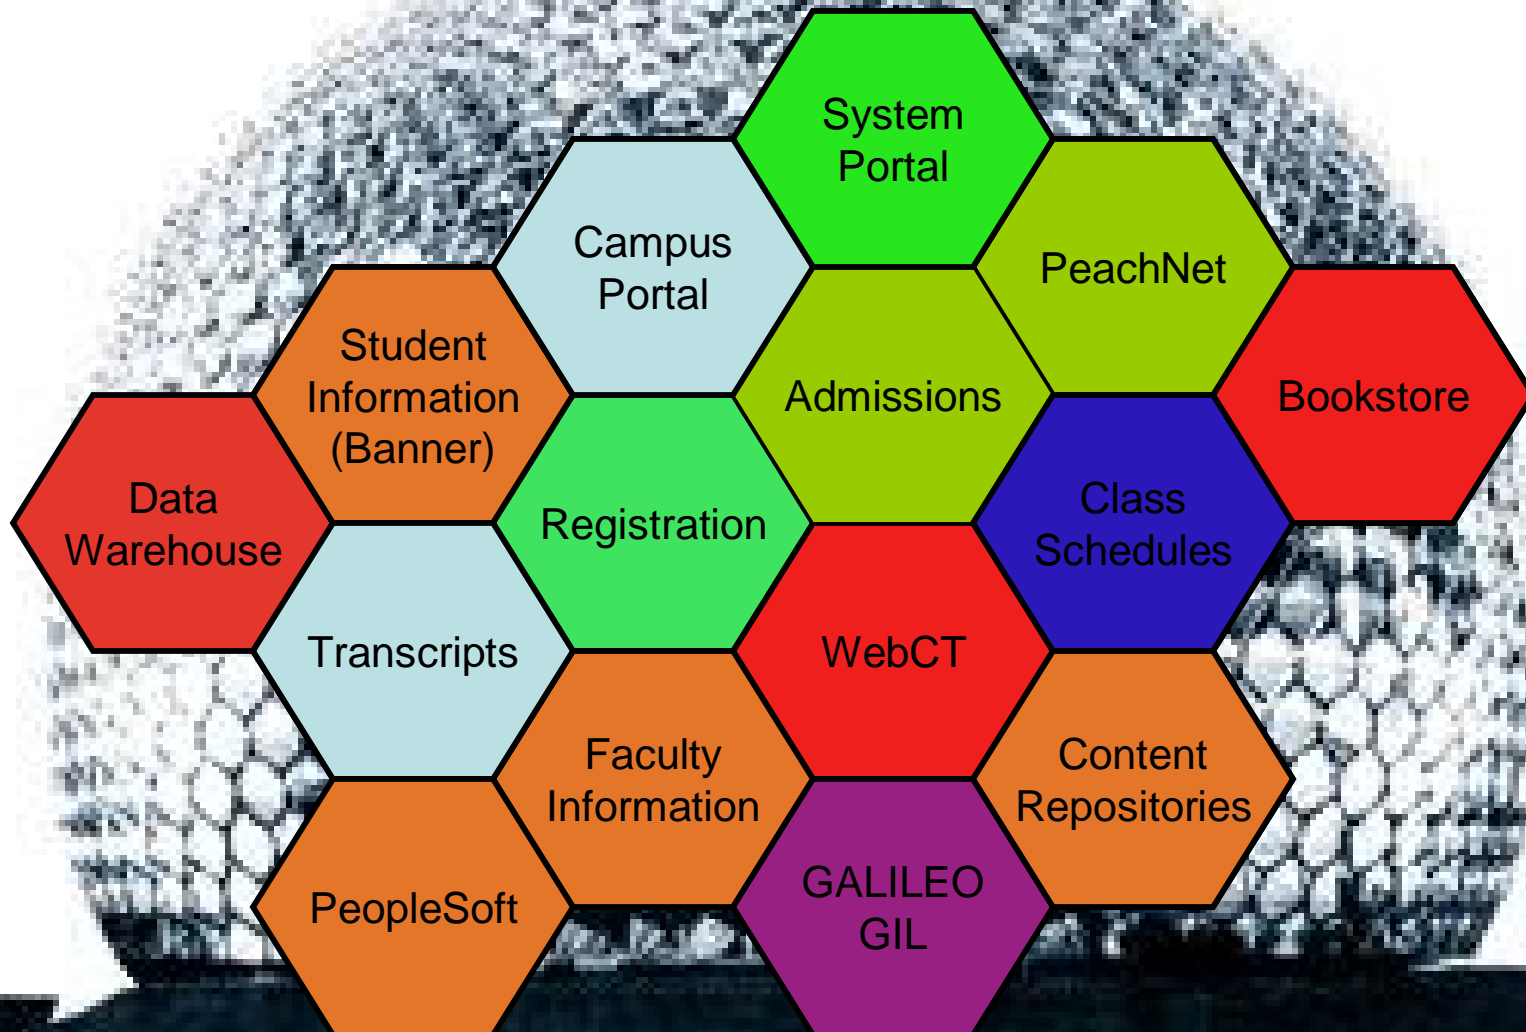 System
Portal
Campus
Portal
PeachNet
Student
Information
(Banner)
Admissions
Bookstore
Data
Warehouse
Registration
Class
Schedules
Transcripts
WebCT
Faculty
Information
Content
Repositories
PeopleSoft
GALILEO
GIL